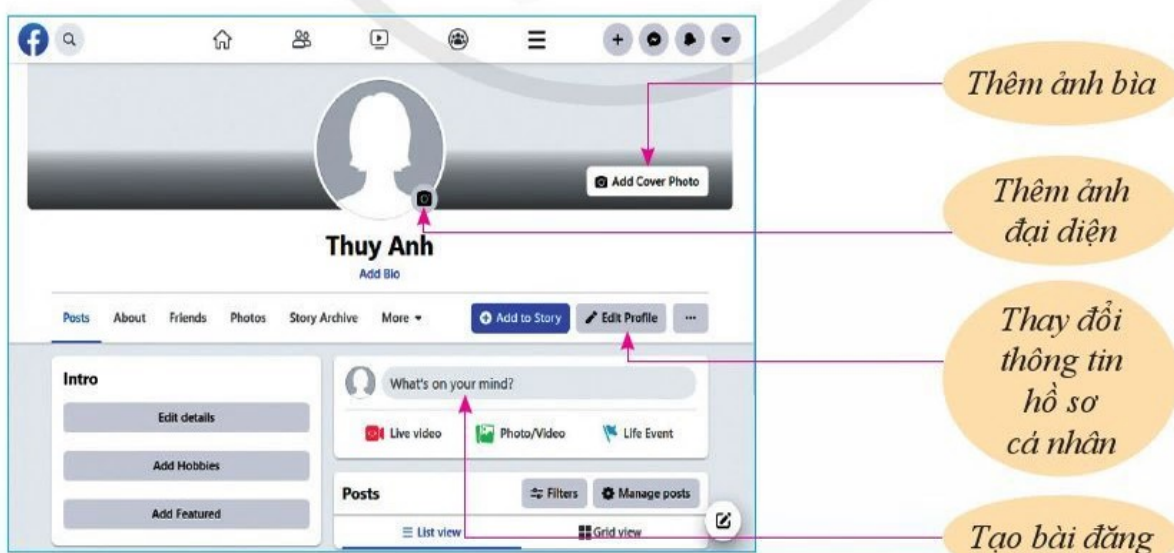 Thêm ảnh bìa
Add Cover Photo
Thêm ảnh
đại diện
Thuy Anh
Add Bio
Posts About Friends Photos Story Archive More Add to Story Edit Profile ...
Thay đổi
thông tin
hồ sơ
cá nhân
Intro
Edit details
Add Hobbies
Add Featured
What's on your mind?
Live video Photo/Video Life Event
Posts Filters Manage posts
List view Grid view
Tạo bài đăng